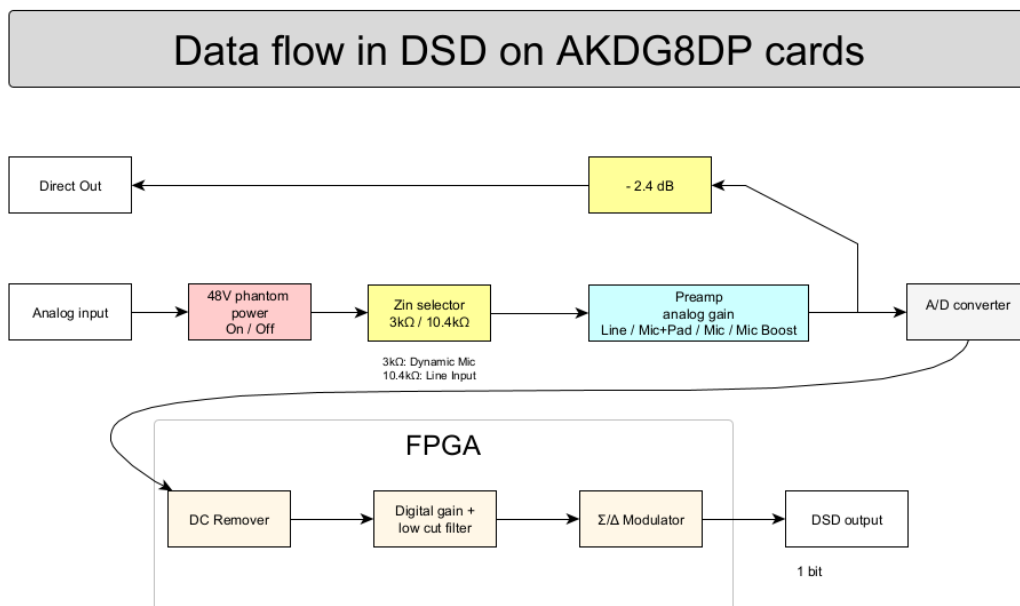 Data flow in DSD on AKDG8DP cards
Direct Out
- 2.4 dB
Analog input
48V phantom
power
On / Off
Zin selector
3kΩ / 10.4kΩ
Preamp
analog gain
Line / Mic+Pad / Mic / Mic Boost
A/D converter
3kΩ: Dynamic Mic
10.4kΩ: Line Input
FPGA
DC Remover
Digital gain +
low cut filter
Σ/Δ Modulator
DSD output
1 bit